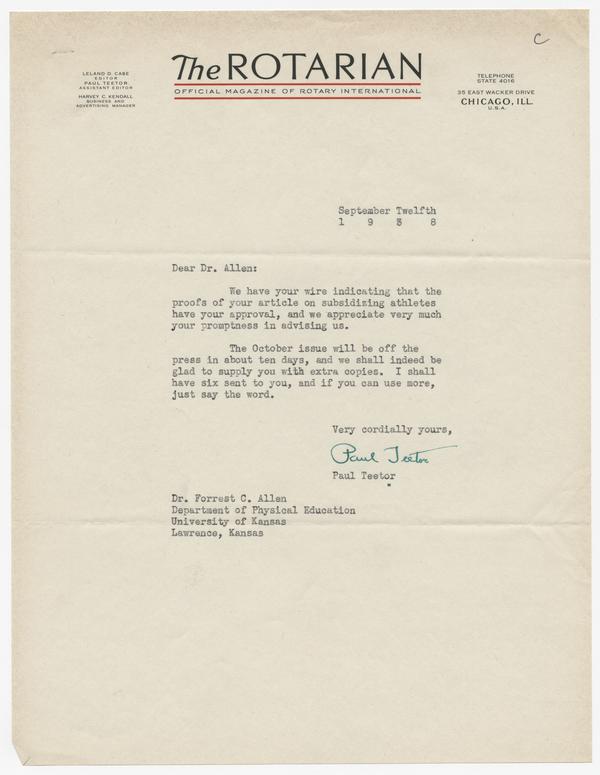 C
The ROTARIAN
OFFICIAL MAGAZINE OF ROTARY INTERNATIONAL
LELAND D. CASE
EDITOR
PAUL TEETOR
ASSISTANT EDITOR
HARVEY C. KENDALL
BUSINESS AND
ADVERTISING MANAGER
TELEPHONE
STATE 4016
35 EAST WACKER DRIVE
CHICAGO, ILL.
U.S.A.
September Twelfth
1 9 3 8
Dear Dr. Allen:
We have your wire indicating that the
proofs of your article on subsidizing athletes
have your approval, and we appreciate very much
your promptness in advising us.
The October issue will be off the
press in about ten days, and we shall indeed be
glad to supply you with extra copies. I shall
have six sent to you, and if you can use more,
just say the word.
Very cordially yours,
Paul Teetor
Paul Teetor
Dr. Forrest C. Allen
Department of Physical Education
University of Kansas
Lawrence, Kansas